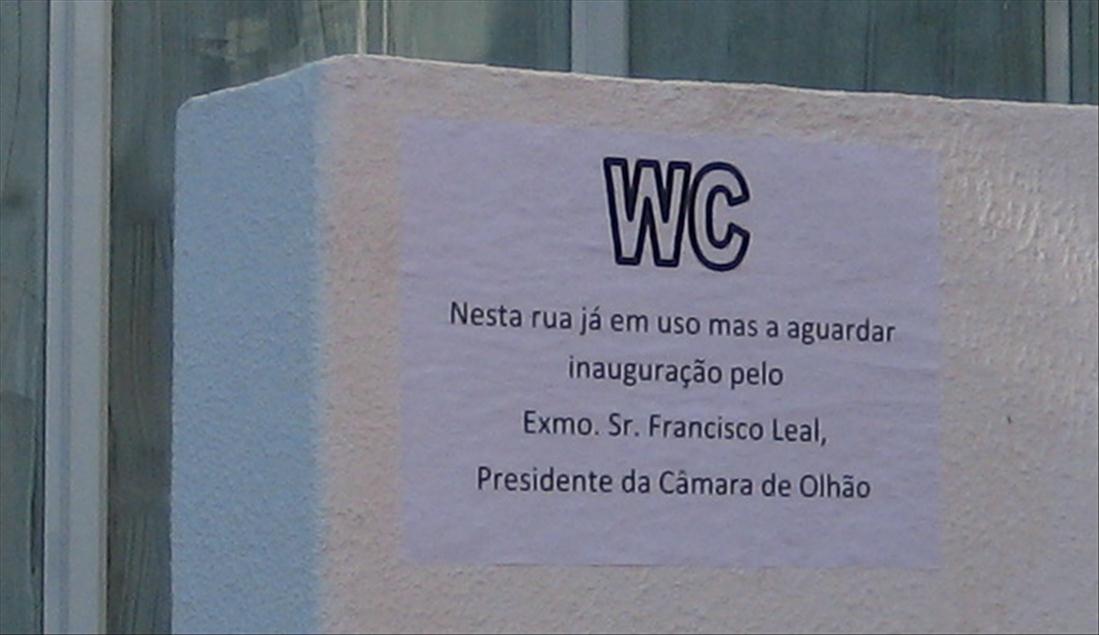 WC
Nesta rua já em uso mas a aguardar
inauguração pelo
Exmo. Sr. Francisco Leal,
Presidente da Câmara de Olhão